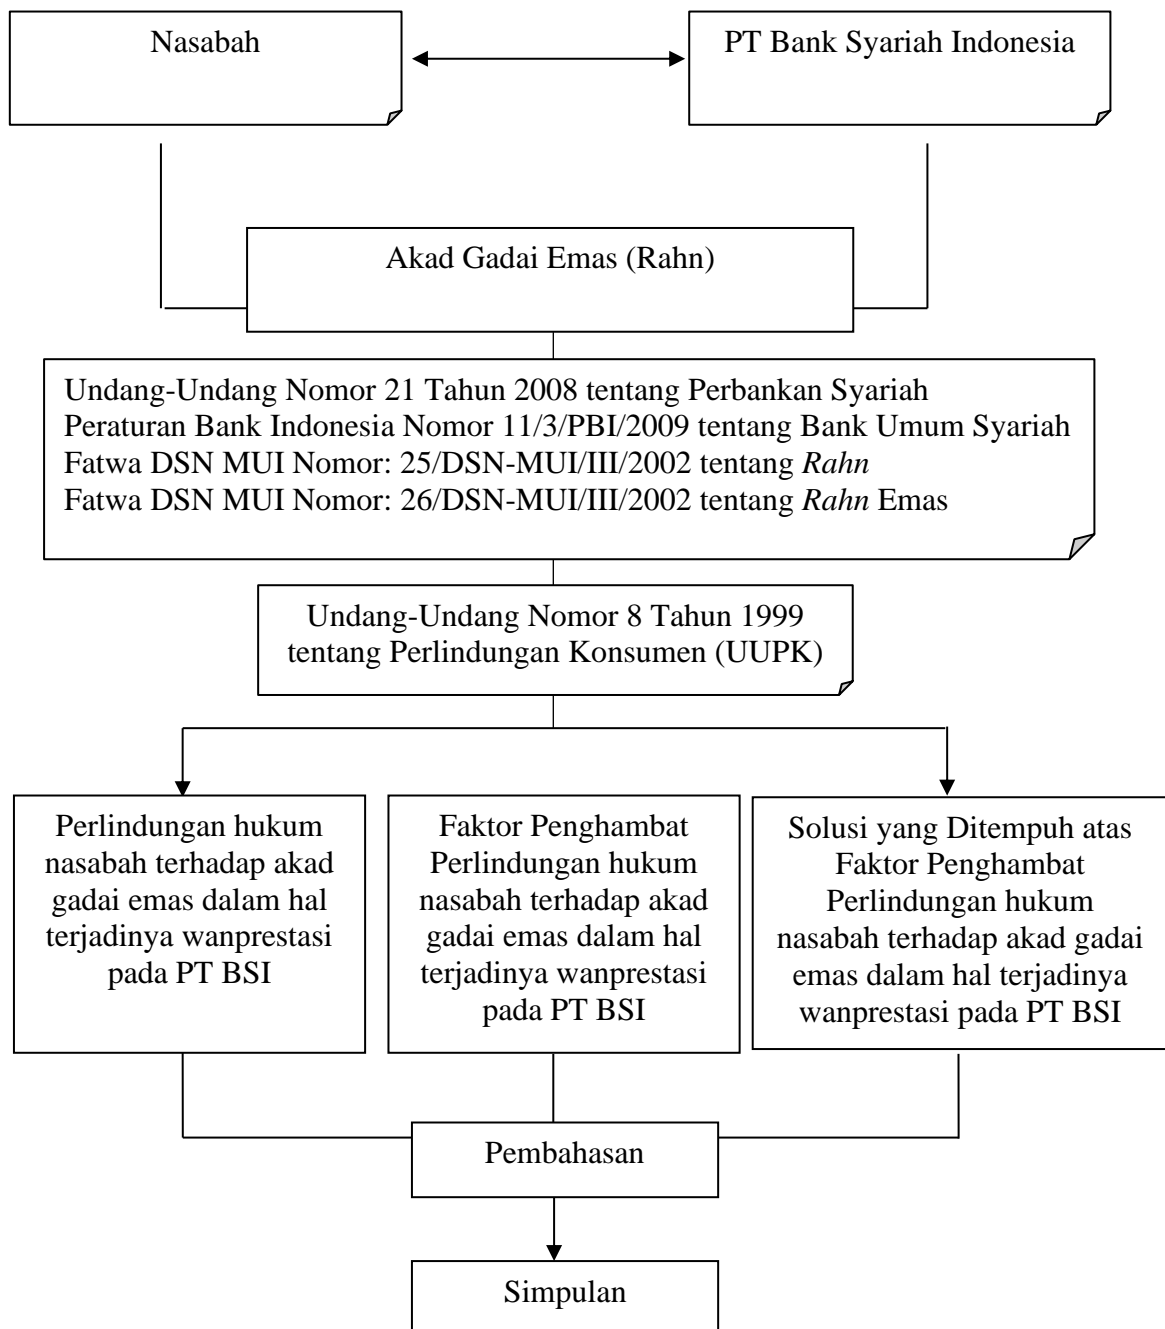 Nasabah
PT Bank Syariah Indonesia
Akad Gadai Emas (Rahn)
Undang-Undang Nomor 21 Tahun 2008 tentang Perbankan Syariah
Peraturan Bank Indonesia Nomor 11/3/PBI/2009 tentang Bank Umum Syariah
Fatwa DSN MUI Nomor: 25/DSN-MUI/III/2002 tentang Rahn
Fatwa DSN MUI Nomor: 26/DSN-MUI/III/2002 tentang Rahn Emas
Undang-Undang Nomor 8 Tahun 1999
tentang Perlindungan Konsumen (UUPK)
Perlindungan hukum
nasabah terhadap akad
gadai emas dalam hal
terjadinya wanprestasi
pada PT BSI
Faktor Penghambat
Perlindungan hukum
nasabah terhadap akad
gadai emas dalam hal
terjadinya wanprestasi
pada PT BSI
Solusi yang Ditempuh atas
Faktor Penghambat
Perlindungan hukum
nasabah terhadap akad gadai
emas dalam hal terjadinya
wanprestasi pada PT BSI
Pembahasan
Simpulan